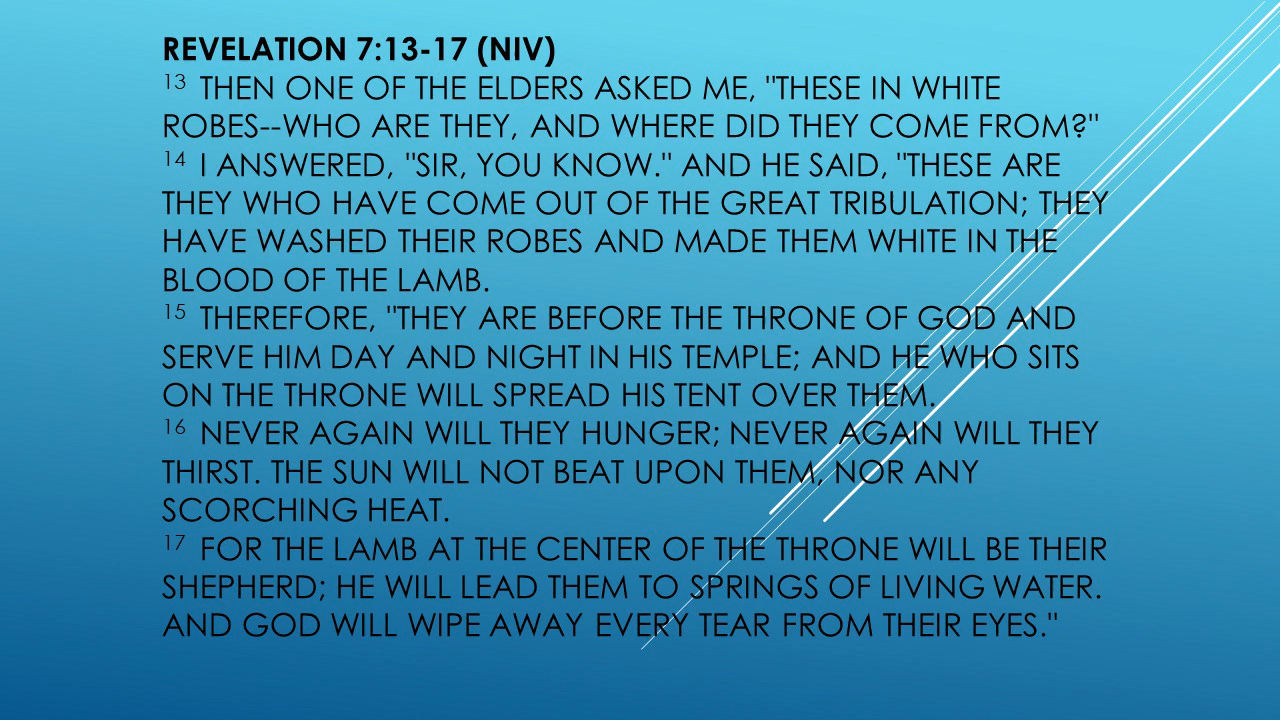 REVELATION 7:13-17 (NIV)
13 THEN ONE OF THE ELDERS ASKED ME, "THESE IN WHITE
ROBES--WHO ARE THEY, AND WHERE DID THEY COME FROM?"
14 I ANSWERED, "SIR, YOU KNOW." AND HE SAID, "THESE ARE
THEY WHO HAVE COME OUT OF THE GREAT TRIBULATION; THEY
HAVE WASHED THEIR ROBES AND MADE THEM WHITE IN THE
BLOOD OF THE LAMB.
15 THEREFORE, "THEY ARE BEFORE THE THRONE OF GOD AND
SERVE HIM DAY AND NIGHT IN HIS TEMPLE; AND HE WHO SITS
ON THE THRONE WILL SPREAD HIS TENT OVER THEM.
16 NEVER AGAIN WILL THEY HUNGER; NEVER AGAIN WILL THEY
THIRST. THE SUN WILL NOT BEAT UPON THEM, NOR ANY
SCORCHING HEAT.
17 FOR THE LAMB AT THE CENTER OF THE THRONE WILL BE THEIR
SHEPHERD; HE WILL LEAD THEM TO SPRINGS OF LIVING WATER.
AND GOD WILL WIPE AWAY EVERY TEAR FROM THEIR EYES."